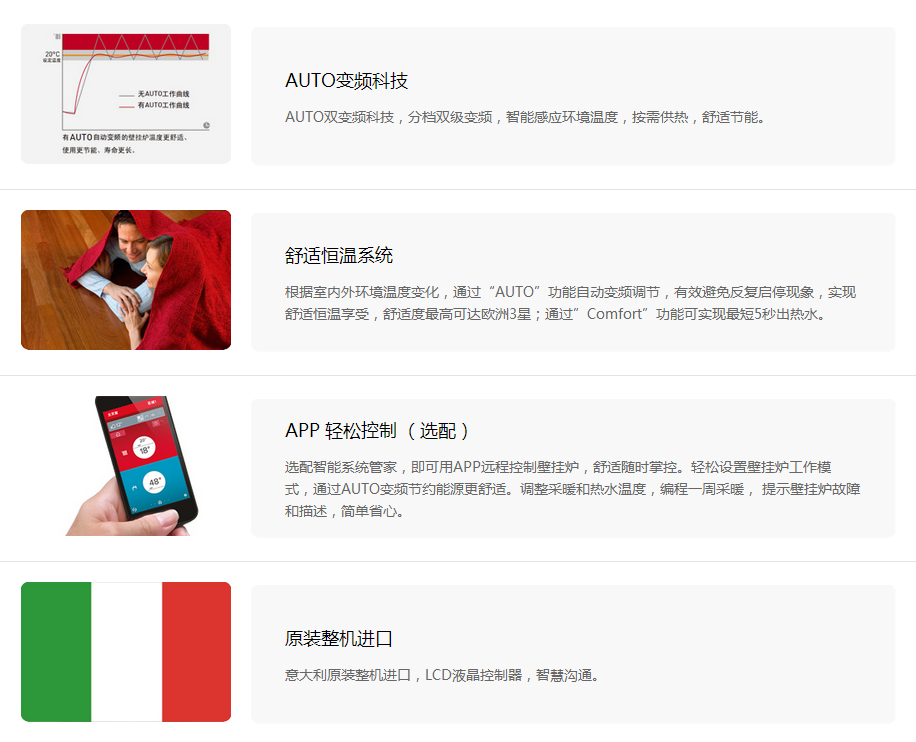 20°C
设定温度
无AUTO工作曲线
有AUTO工作曲线
有AUTO自动变频的壁挂炉温度更舒适、
使用更节能、寿命更长。
AUTO变频科技
AUTO双变频科技，分档双级变频，智能感应环境温度，按需供热，舒适节能。
舒适恒温系统
根据室内外环境温度变化，通过“AUTO”功能自动变频调节，有效避免反复启停现象，实现
舒适恒温享受，舒适度最高可达欧洲3星；通过”Comfort”功能可实现最短5秒出热水。
20°
18°
48°
APP 轻松控制 （ 选配 ）
选配智能系统管家，即可用APP远程控制壁挂炉，舒适随时掌控。轻松设置壁挂炉工作模
式，通过AUTO变频节约能源更舒适。调整采暖和热水温度，编程一周采暖， 提示壁挂炉故障
和描述，简单省心。
原装整机进口
意大利原装整机进口，LCD液晶控制器，智慧沟通。